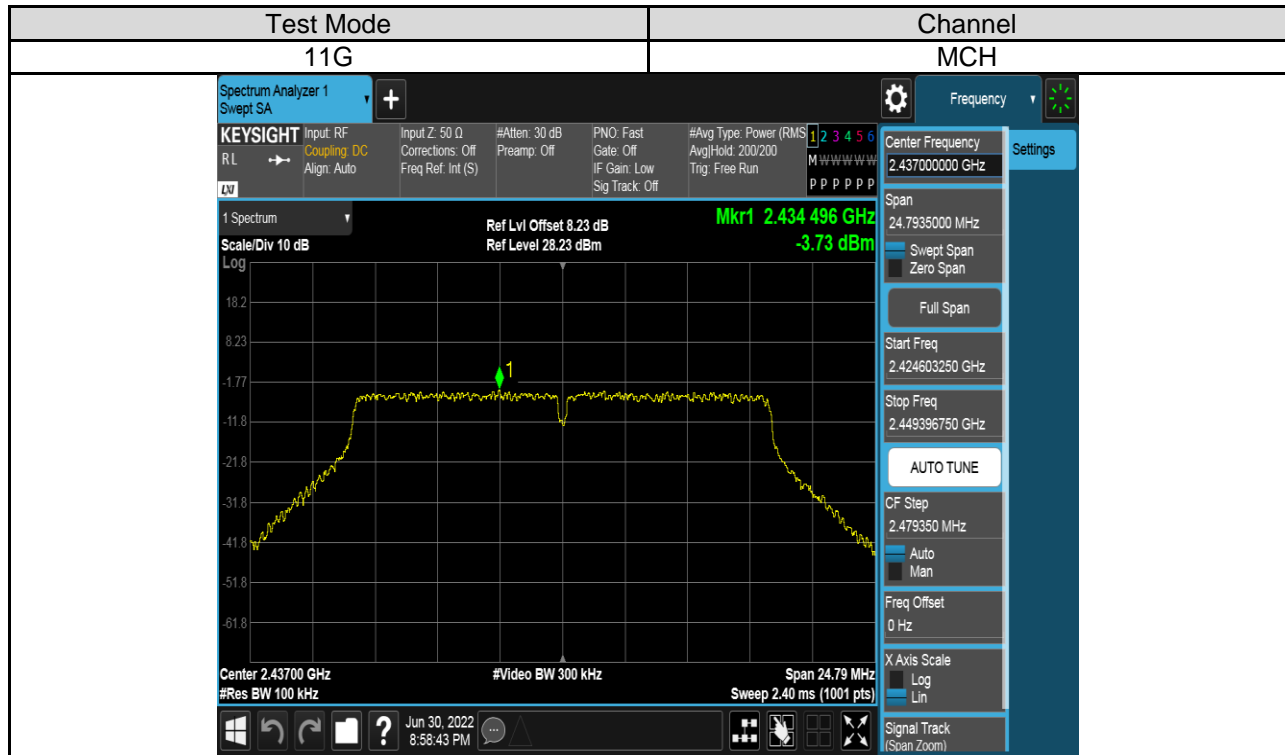 Test Mode Channel
11G MCH
Spectrum Analyzer 1
Swept SA
+
Frequency
KEYSIGHT
RL
LXI
Input: RF
Coupling: DC
Align: Auto
Input Z: 50 Ω
Corrections: Off
Freq Ref: Int (S)
#Atten: 30 dB
Preamp: Off
PNO: Fast
Gate: Off
IF Gain: Low
Sig Track: Off
#Avg Type: Power (RMS
Avg|Hold: 200/200
Trig: Free Run
1 2 3 4 5 6
M W W W W W
P P P P P P
1 Spectrum
Scale/Div 10 dB
Log
Ref Lvl Offset 8.23 dB
Ref Level 28.23 dBm
Mkr1 2.434 496 GHz
-3.73 dBm
18.2
8.23
-1.77
-11.8
-21.8
-31.8
-41.8
-51.8
-61.8
1
Center 2.43700 GHz
#Res BW 100 kHz
#Video BW 300 kHz
Span 24.79 MHz
Sweep 2.40 ms (1001 pts)
?
Jun 30, 2022
8:58:43 PM
Settings
Center Frequency
2.437000000 GHz
Span
24.7935000 MHz
Swept Span
Zero Span
Full Span
Start Freq
2.424603250 GHz
Stop Freq
2.449396750 GHz
AUTO TUNE
CF Step
2.479350 MHz
Auto
Man
Freq Offset
0 Hz
X Axis Scale
Log
Lin
Signal Track
(Span Zoom)